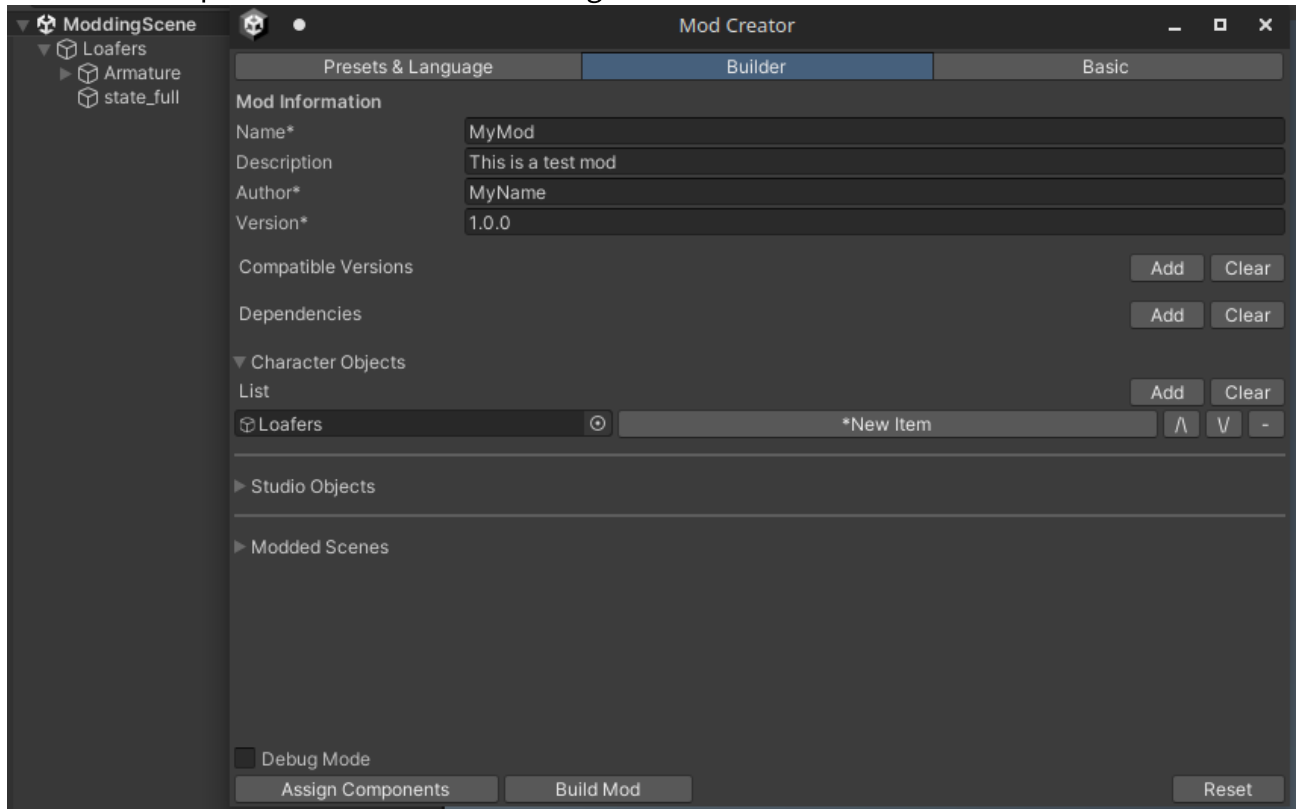 ModdingScene
Loafers
Armature
state_full
Mod Creator
Presets & Language Builder Basic
Mod Information
Name* MyMod
Description This is a test mod
Author* MyName
Version* 1.0.0
Compatible Versions Add Clear
Dependencies Add Clear
Character Objects
List Add Clear
Loafers *New Item /\ \/ -
Studio Objects
Modded Scenes
Debug Mode
Assign Components Build Mod Reset